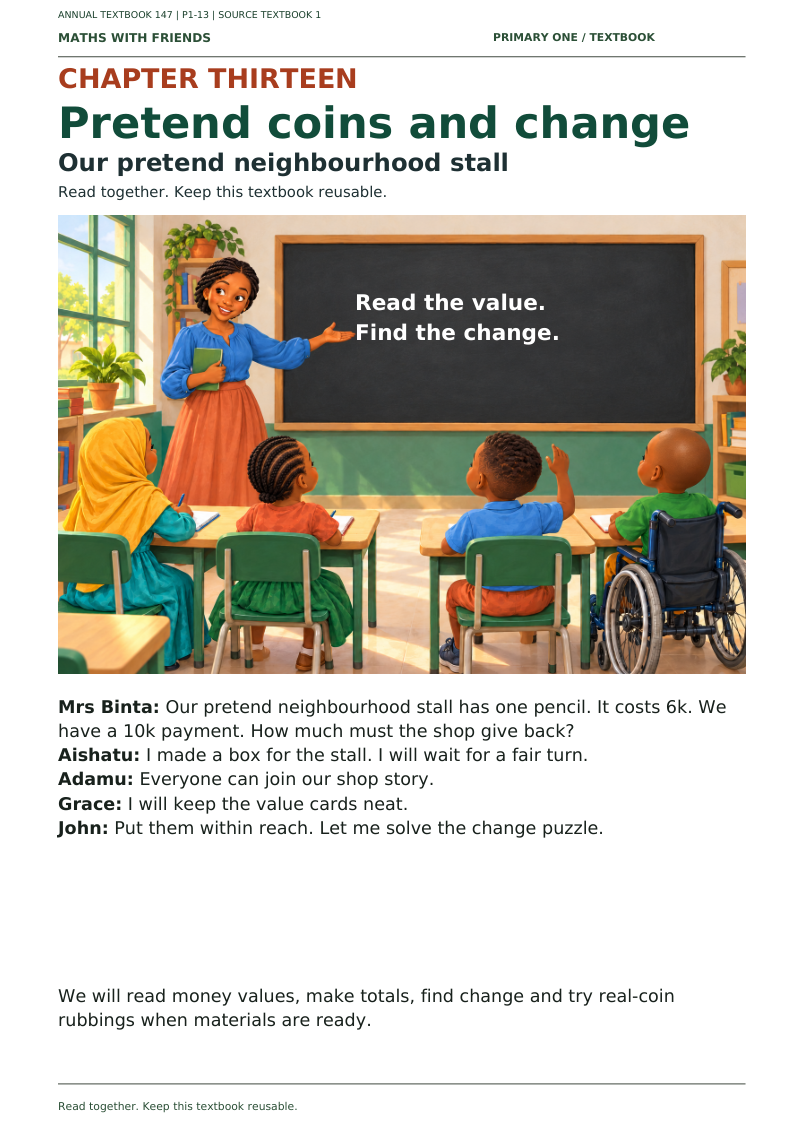 ANNUAL TEXTBOOK 147 | P1-13 | SOURCE TEXTBOOK 1
MATHS WITH FRIENDS
PRIMARY ONE / TEXTBOOK
CHAPTER THIRTEEN
Pretend coins and change
Our pretend neighbourhood stall
Read together. Keep this textbook reusable.
Read the value.
Find the change.
Mrs Binta: Our pretend neighbourhood stall has one pencil. It costs 6k. We
have a 10k payment. How much must the shop give back?
Aishatu: I made a box for the stall. I will wait for a fair turn.
Adamu: Everyone can join our shop story.
Grace: I will keep the value cards neat.
John: Put them within reach. Let me solve the change puzzle.
We will read money values, make totals, find change and try real-coin
rubbings when materials are ready.
Read together. Keep this textbook reusable.